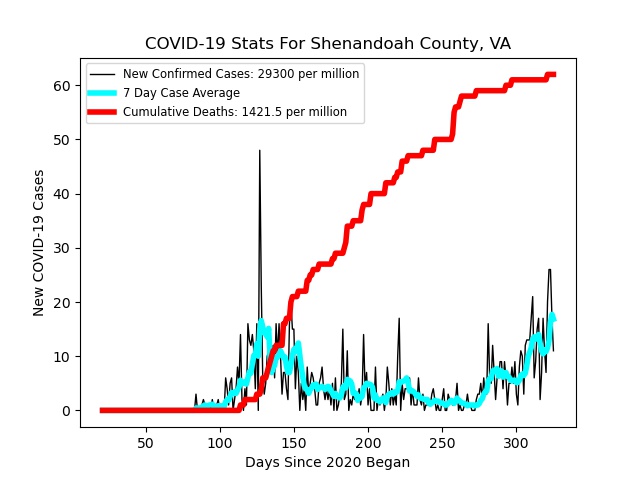 COVID-19 Stats For Shenandoah County, VA
New Confirmed Cases: 29300 per million
7 Day Case Average
Cumulative Deaths: 1421.5 per million
New COVID-19 Cases
60
50
40
30
20
10
0
50 100 150 200 250 300
Days Since 2020 Began